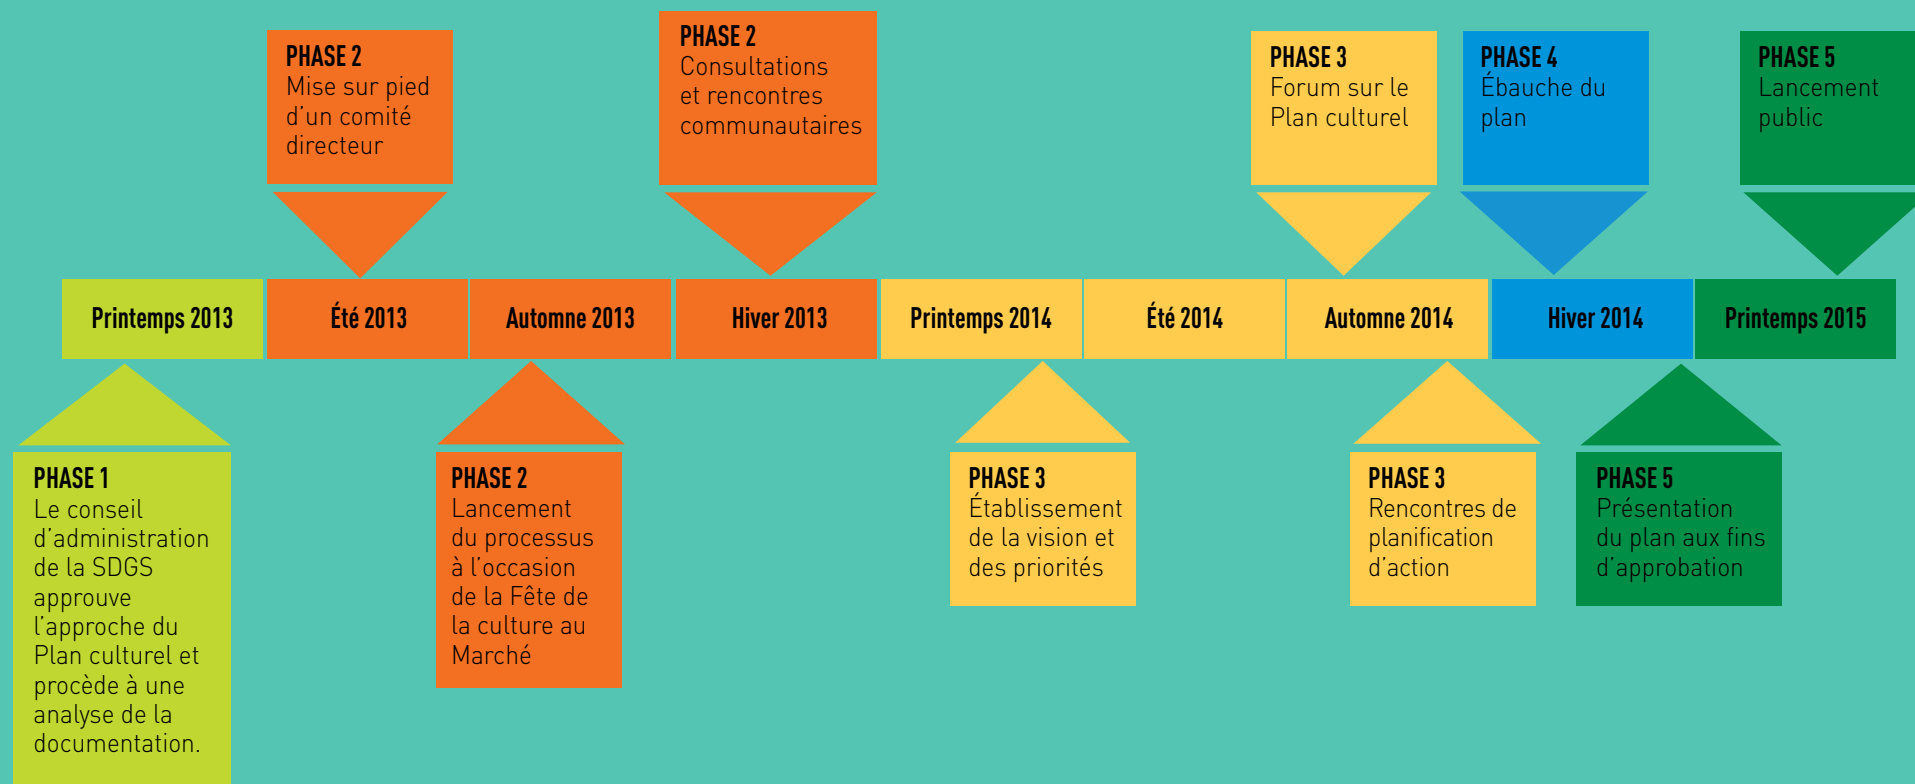 PHASE 2
Mise sur pied
d’un comité
directeur
PHASE 2
Consultations
et rencontres
communautaires
PHASE 3
Forum sur le
Plan culturel
PHASE 4
Ébauche du
plan
PHASE 5
Lancement
public
Printemps 2013
Été 2013
Automne 2013
Hiver 2013
Printemps 2014
Été 2014
Automne 2014
Hiver 2014
Printemps 2015
PHASE 1
Le conseil
d’administration
de la SDGS
approuve
l’approche du
Plan culturel et
procède à une
analyse de la
documentation.
PHASE 2
Lancement
du processus
à l’occasion
de la Fête de
la culture au
Marché
PHASE 3
Établissement
de la vision et
des priorités
PHASE 3
Rencontres de
planification
d’action
PHASE 5
Présentation
du plan aux fins
d’approbation